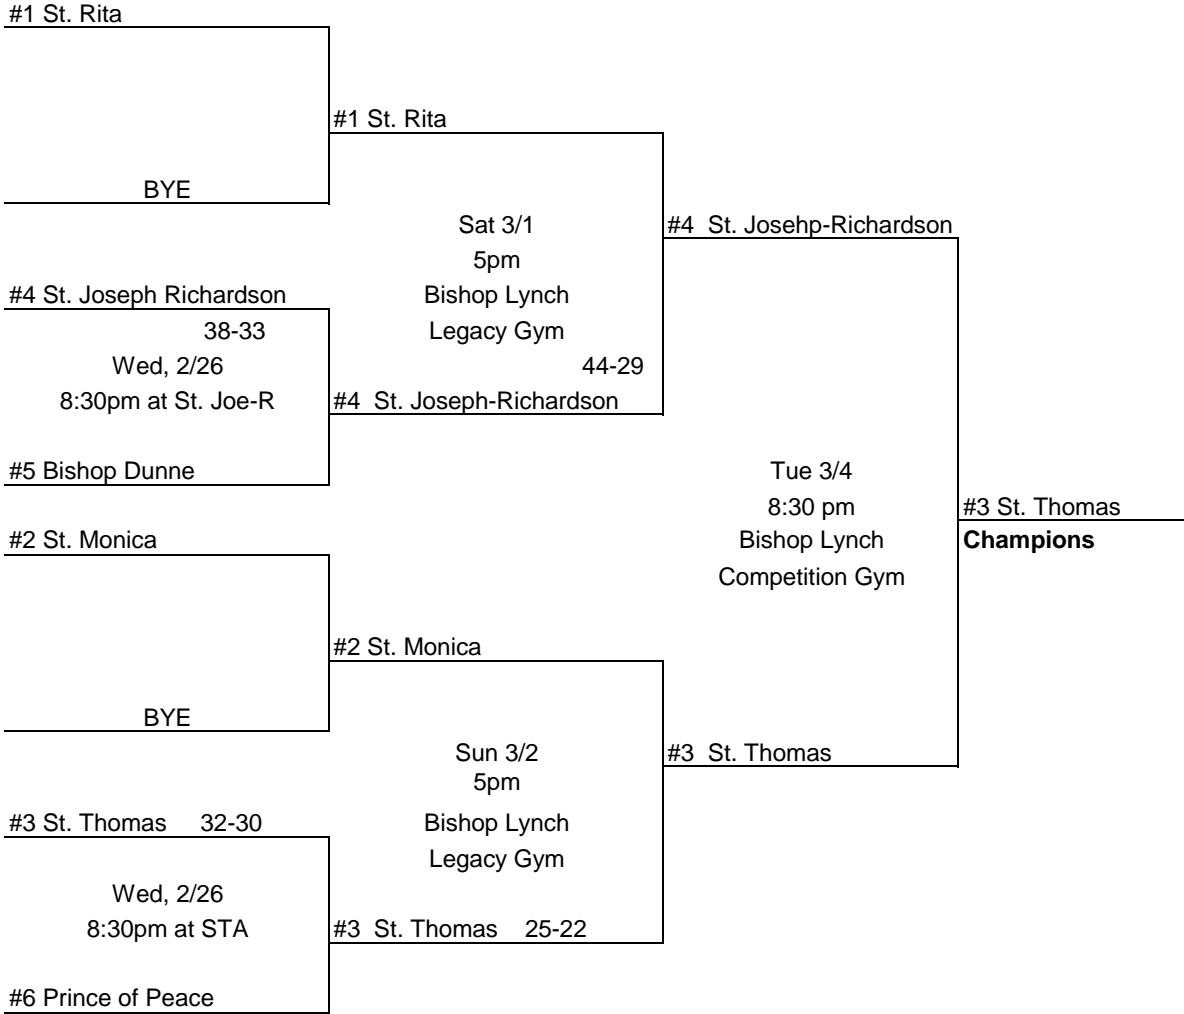 #1 St. Rita
#1 St. Rita
BYE
Sat 3/1
#4  St. Josehp-Richardson
5pm
#4 St. Joseph Richardson
Bishop Lynch
38-33
Legacy Gym
Wed, 2/26
44-29
8:30pm at St. Joe-R
#4  St. Joseph-Richardson
#5 Bishop Dunne
Tue 3/4
8:30 pm
#3 St. Thomas
#2 St. Monica
Bishop Lynch
Champions
Competition Gym
#2 St. Monica
BYE
Sun 3/2
#3  St. Thomas
5pm
#3 St. Thomas 32-30
Bishop Lynch
Legacy Gym
Wed, 2/26
8:30pm at STA
#3  St. Thomas 25-22
#6 Prince of Peace